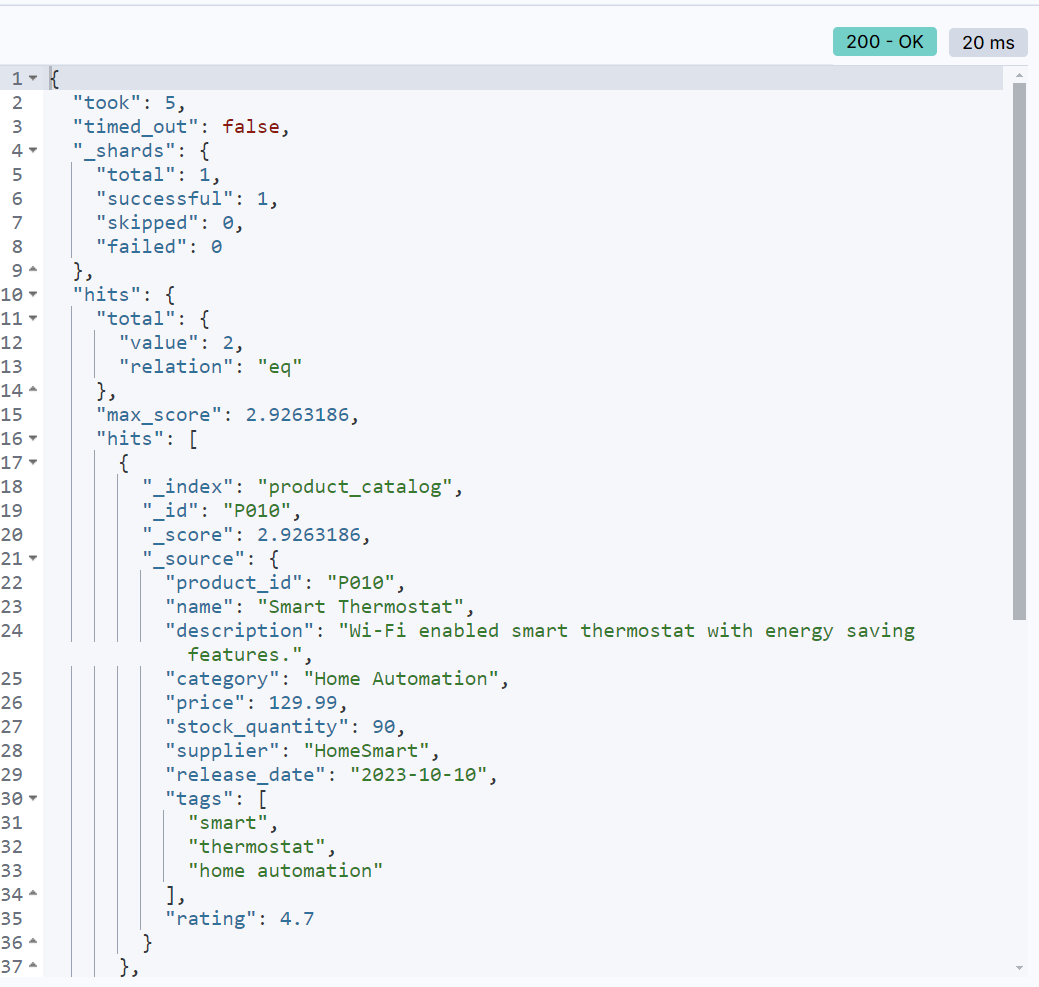 200 - OK
20 ms
1 {
2 "took": 5,
3 "timed_out": false,
4 "_shards": {
5 "total": 1,
6 "successful": 1,
7 "skipped": 0,
8 "failed": 0
9 },
10 "hits": {
11 "total": {
12 "value": 2,
13 "relation": "eq"
14 },
15 "max_score": 2.9263186,
16 "hits": [
17 {
18 "_index": "product_catalog",
19 "_id": "P010",
20 "_score": 2.9263186,
21 "_source": {
22 "product_id": "P010",
23 "name": "Smart Thermostat",
24 "description": "Wi-Fi enabled smart thermostat with energy saving
features.",
25 "category": "Home Automation",
26 "price": 129.99,
27 "stock_quantity": 90,
28 "supplier": "HomeSmart",
29 "release_date": "2023-10-10",
30 "tags": [
31 "smart",
32 "thermostat",
33 "home automation"
34 ],
35 "rating": 4.7
36 }
37 },